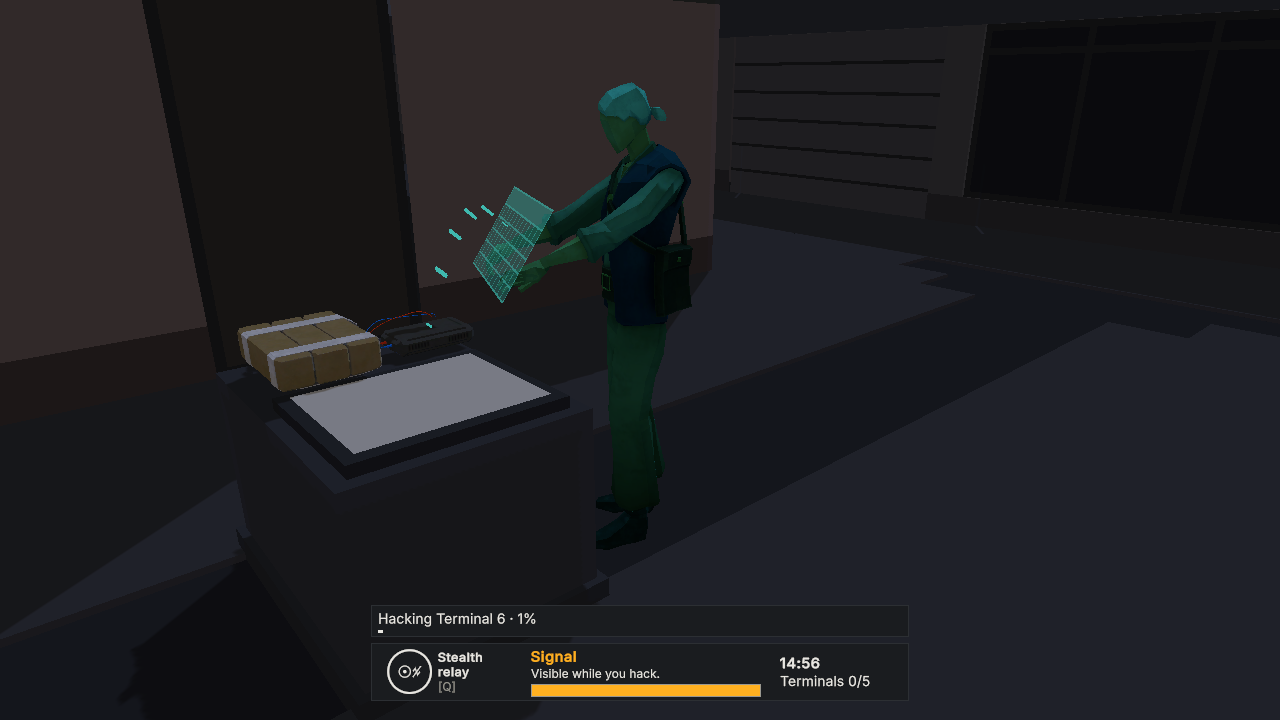 Hacking Terminal 6 · 1%
Stealth relay
[Q]
Signal
Visible while you hack.
14:56
Terminals 0/5